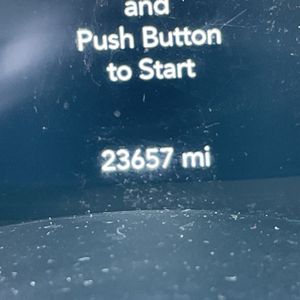 and
Push Button
to Start
23657 mi